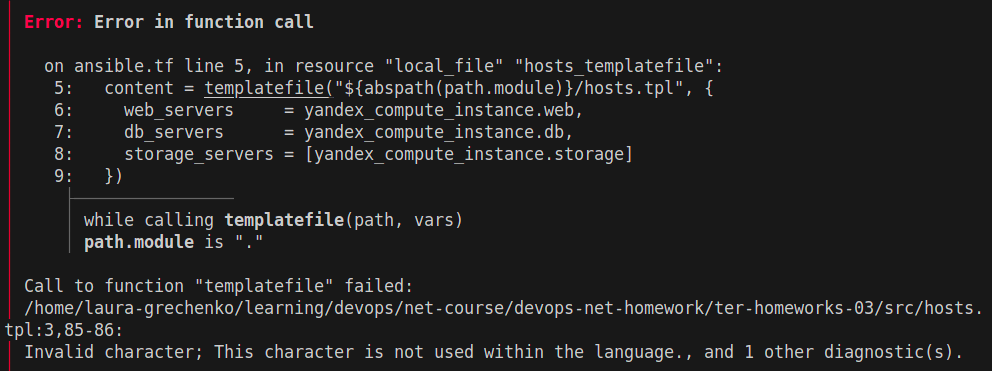 Error: Error in function call
on ansible.tf line 5, in resource "local_file" "hosts_templatefile":
5: content = templatefile("${abspath(path.module)}/hosts.tpl", {
6: web_servers = yandex_compute_instance.web,
7: db_servers = yandex_compute_instance.db,
8: storage_servers = [yandex_compute_instance.storage]
9: })
while calling templatefile(path, vars)
path.module is "."
Call to function "templatefile" failed:
/home/laura-grechenko/learning/devops/net-course/devops-net-homework/ter-homeworks-03/src/hosts.
tpl:3,85-86:
Invalid character; This character is not used within the language., and 1 other diagnostic(s).